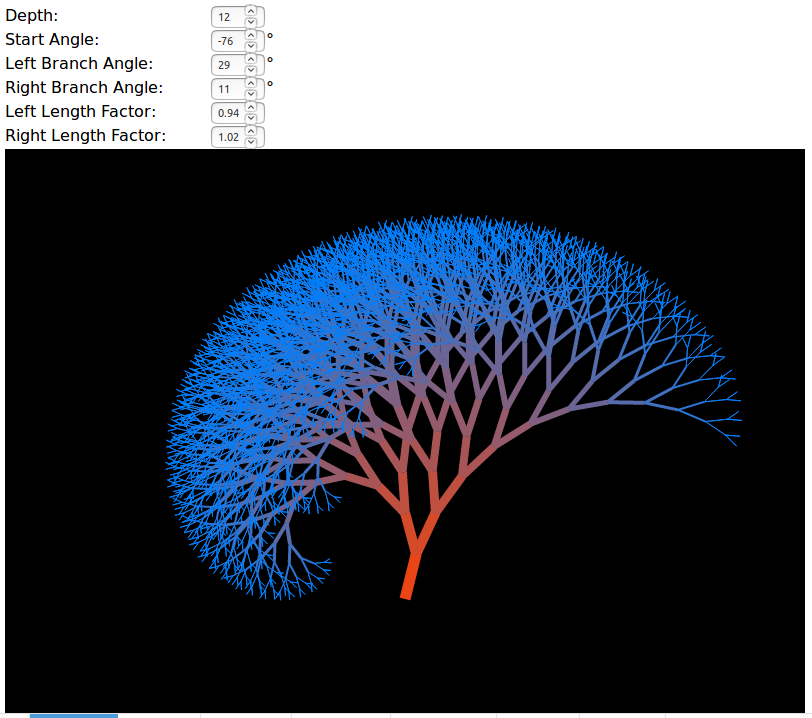 Depth: 12
Start Angle: -76 °
Left Branch Angle: 29 °
Right Branch Angle: 11 °
Left Length Factor: 0.94
Right Length Factor: 1.02